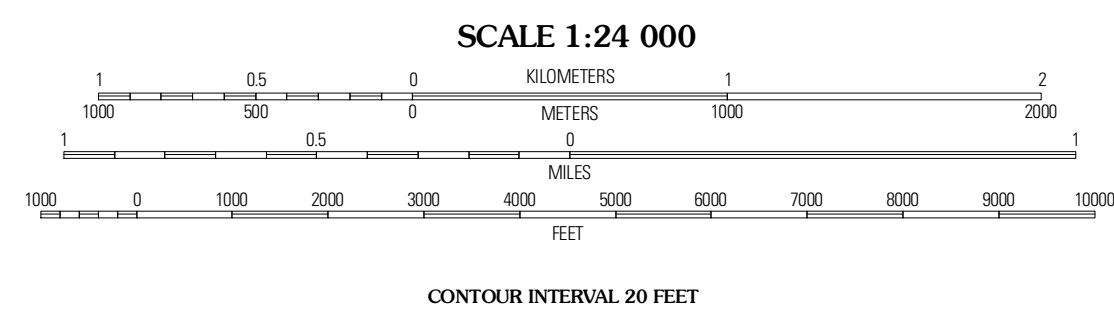 SCALE 1:24 000
1 0.5 0 KILOMETERS 1 2
1000 500 0 METERS 1000 2000
1 0.5 0 1
MILES
1000 0 1000 2000 3000 4000 5000 6000 7000 8000 9000 10000
FEET
CONTOUR INTERVAL 20 FEET